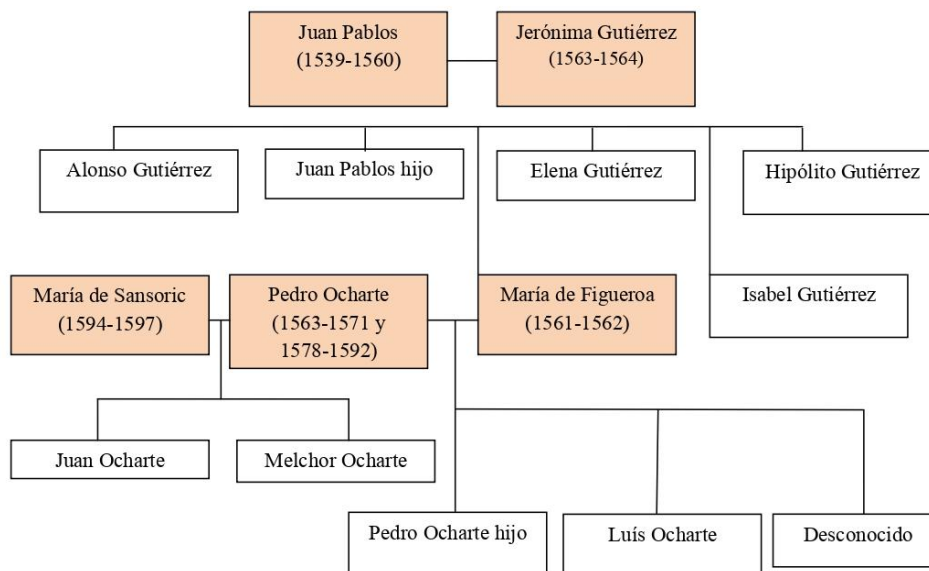 Juan Pablos
(1539-1560)
Jerónima Gutiérrez
(1563-1564)
Alonso Gutiérrez
Juan Pablos hijo
Elena Gutiérrez
Hipólito Gutiérrez
María de Sansoric
(1594-1597)
Pedro Ocharte
(1563-1571 y
1578-1592)
María de Figueroa
(1561-1562)
Isabel Gutiérrez
Juan Ocharte
Melchor Ocharte
Pedro Ocharte hijo
Luís Ocharte
Desconocido